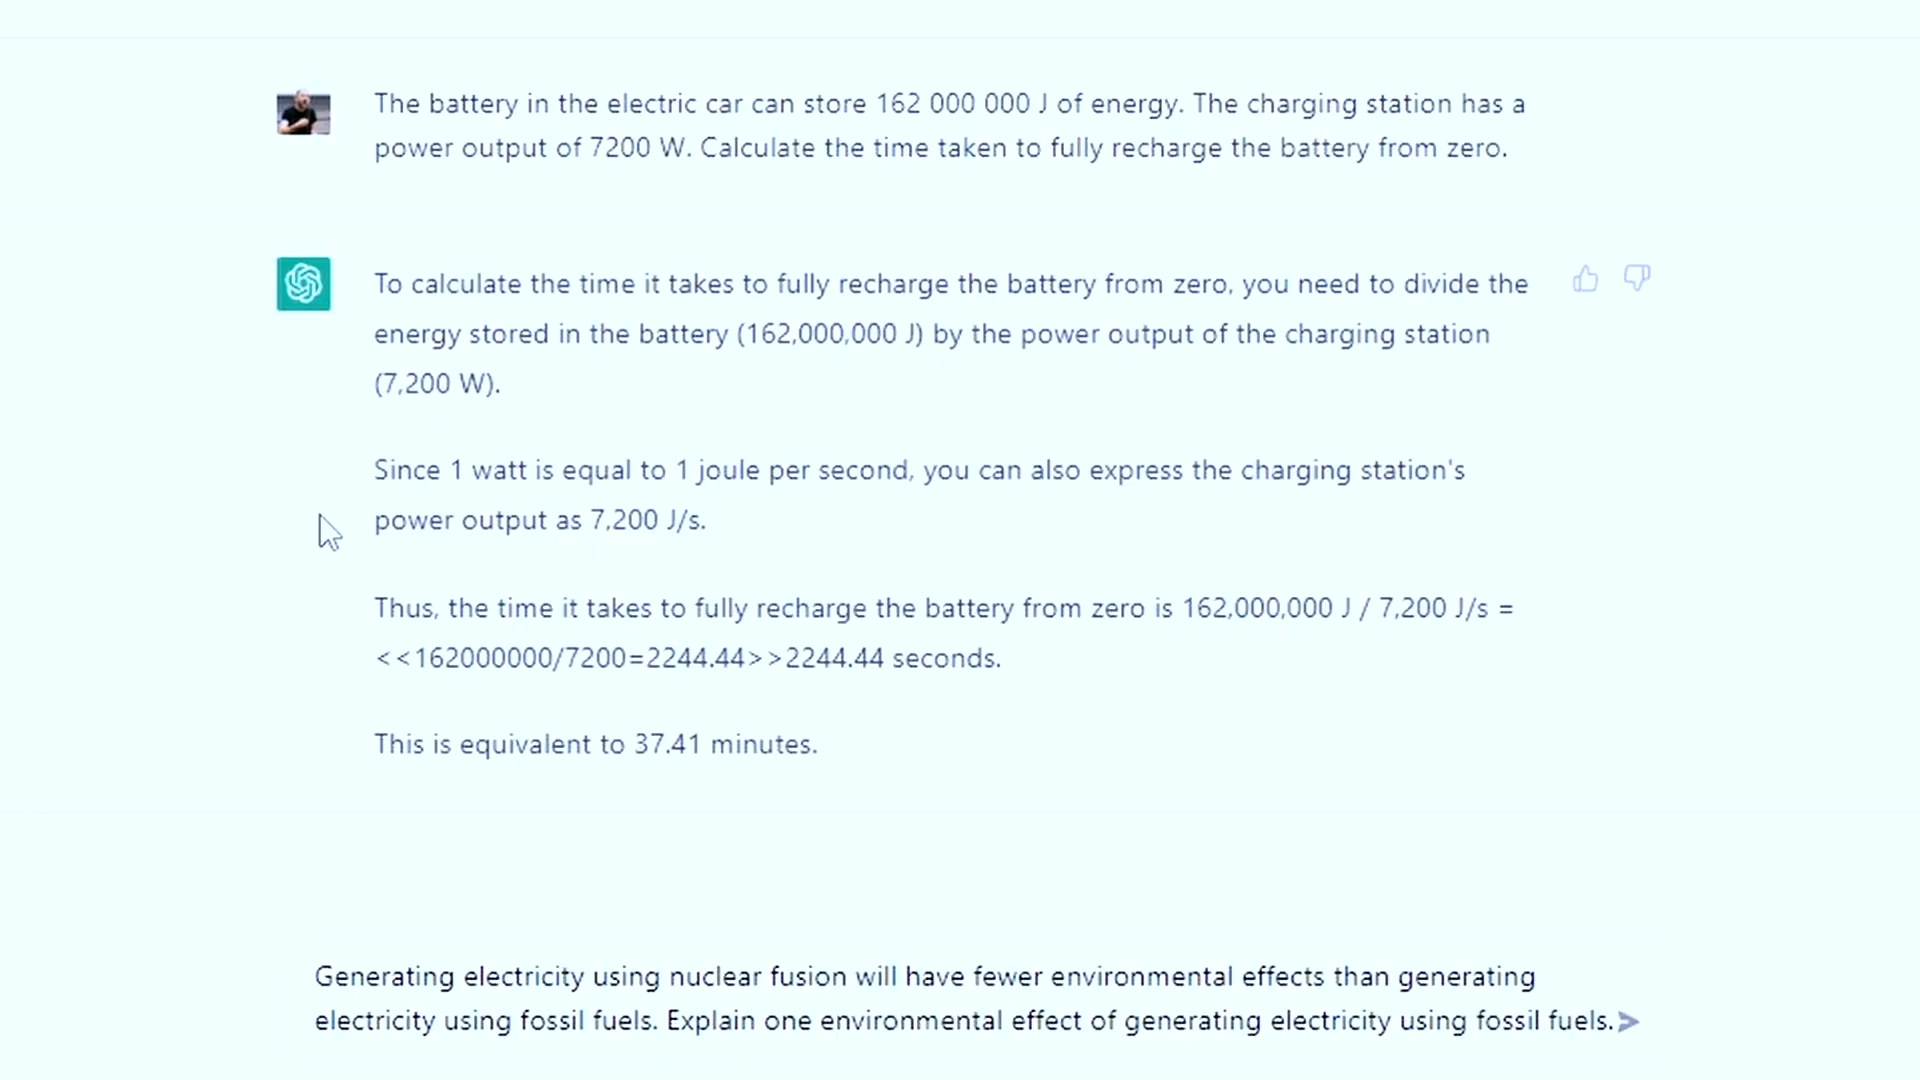 The battery in the electric car can store 162 000 000 J of energy. The charging station has a
power output of 7200 W. Calculate the time taken to fully recharge the battery from zero.
To calculate the time it takes to fully recharge the battery from zero, you need to divide the
energy stored in the battery (162,000,000 J) by the power output of the charging station
(7,200 W).
Since 1 watt is equal to 1 joule per second, you can also express the charging station's
power output as 7,200 J/s.
Thus, the time it takes to fully recharge the battery from zero is 162,000,000 J / 7,200 J/s =
<<162000000/7200=2244.44>>2244.44 seconds.
This is equivalent to 37.41 minutes.
Generating electricity using nuclear fusion will have fewer environmental effects than generating
electricity using fossil fuels. Explain one environmental effect of generating electricity using fossil fuels.